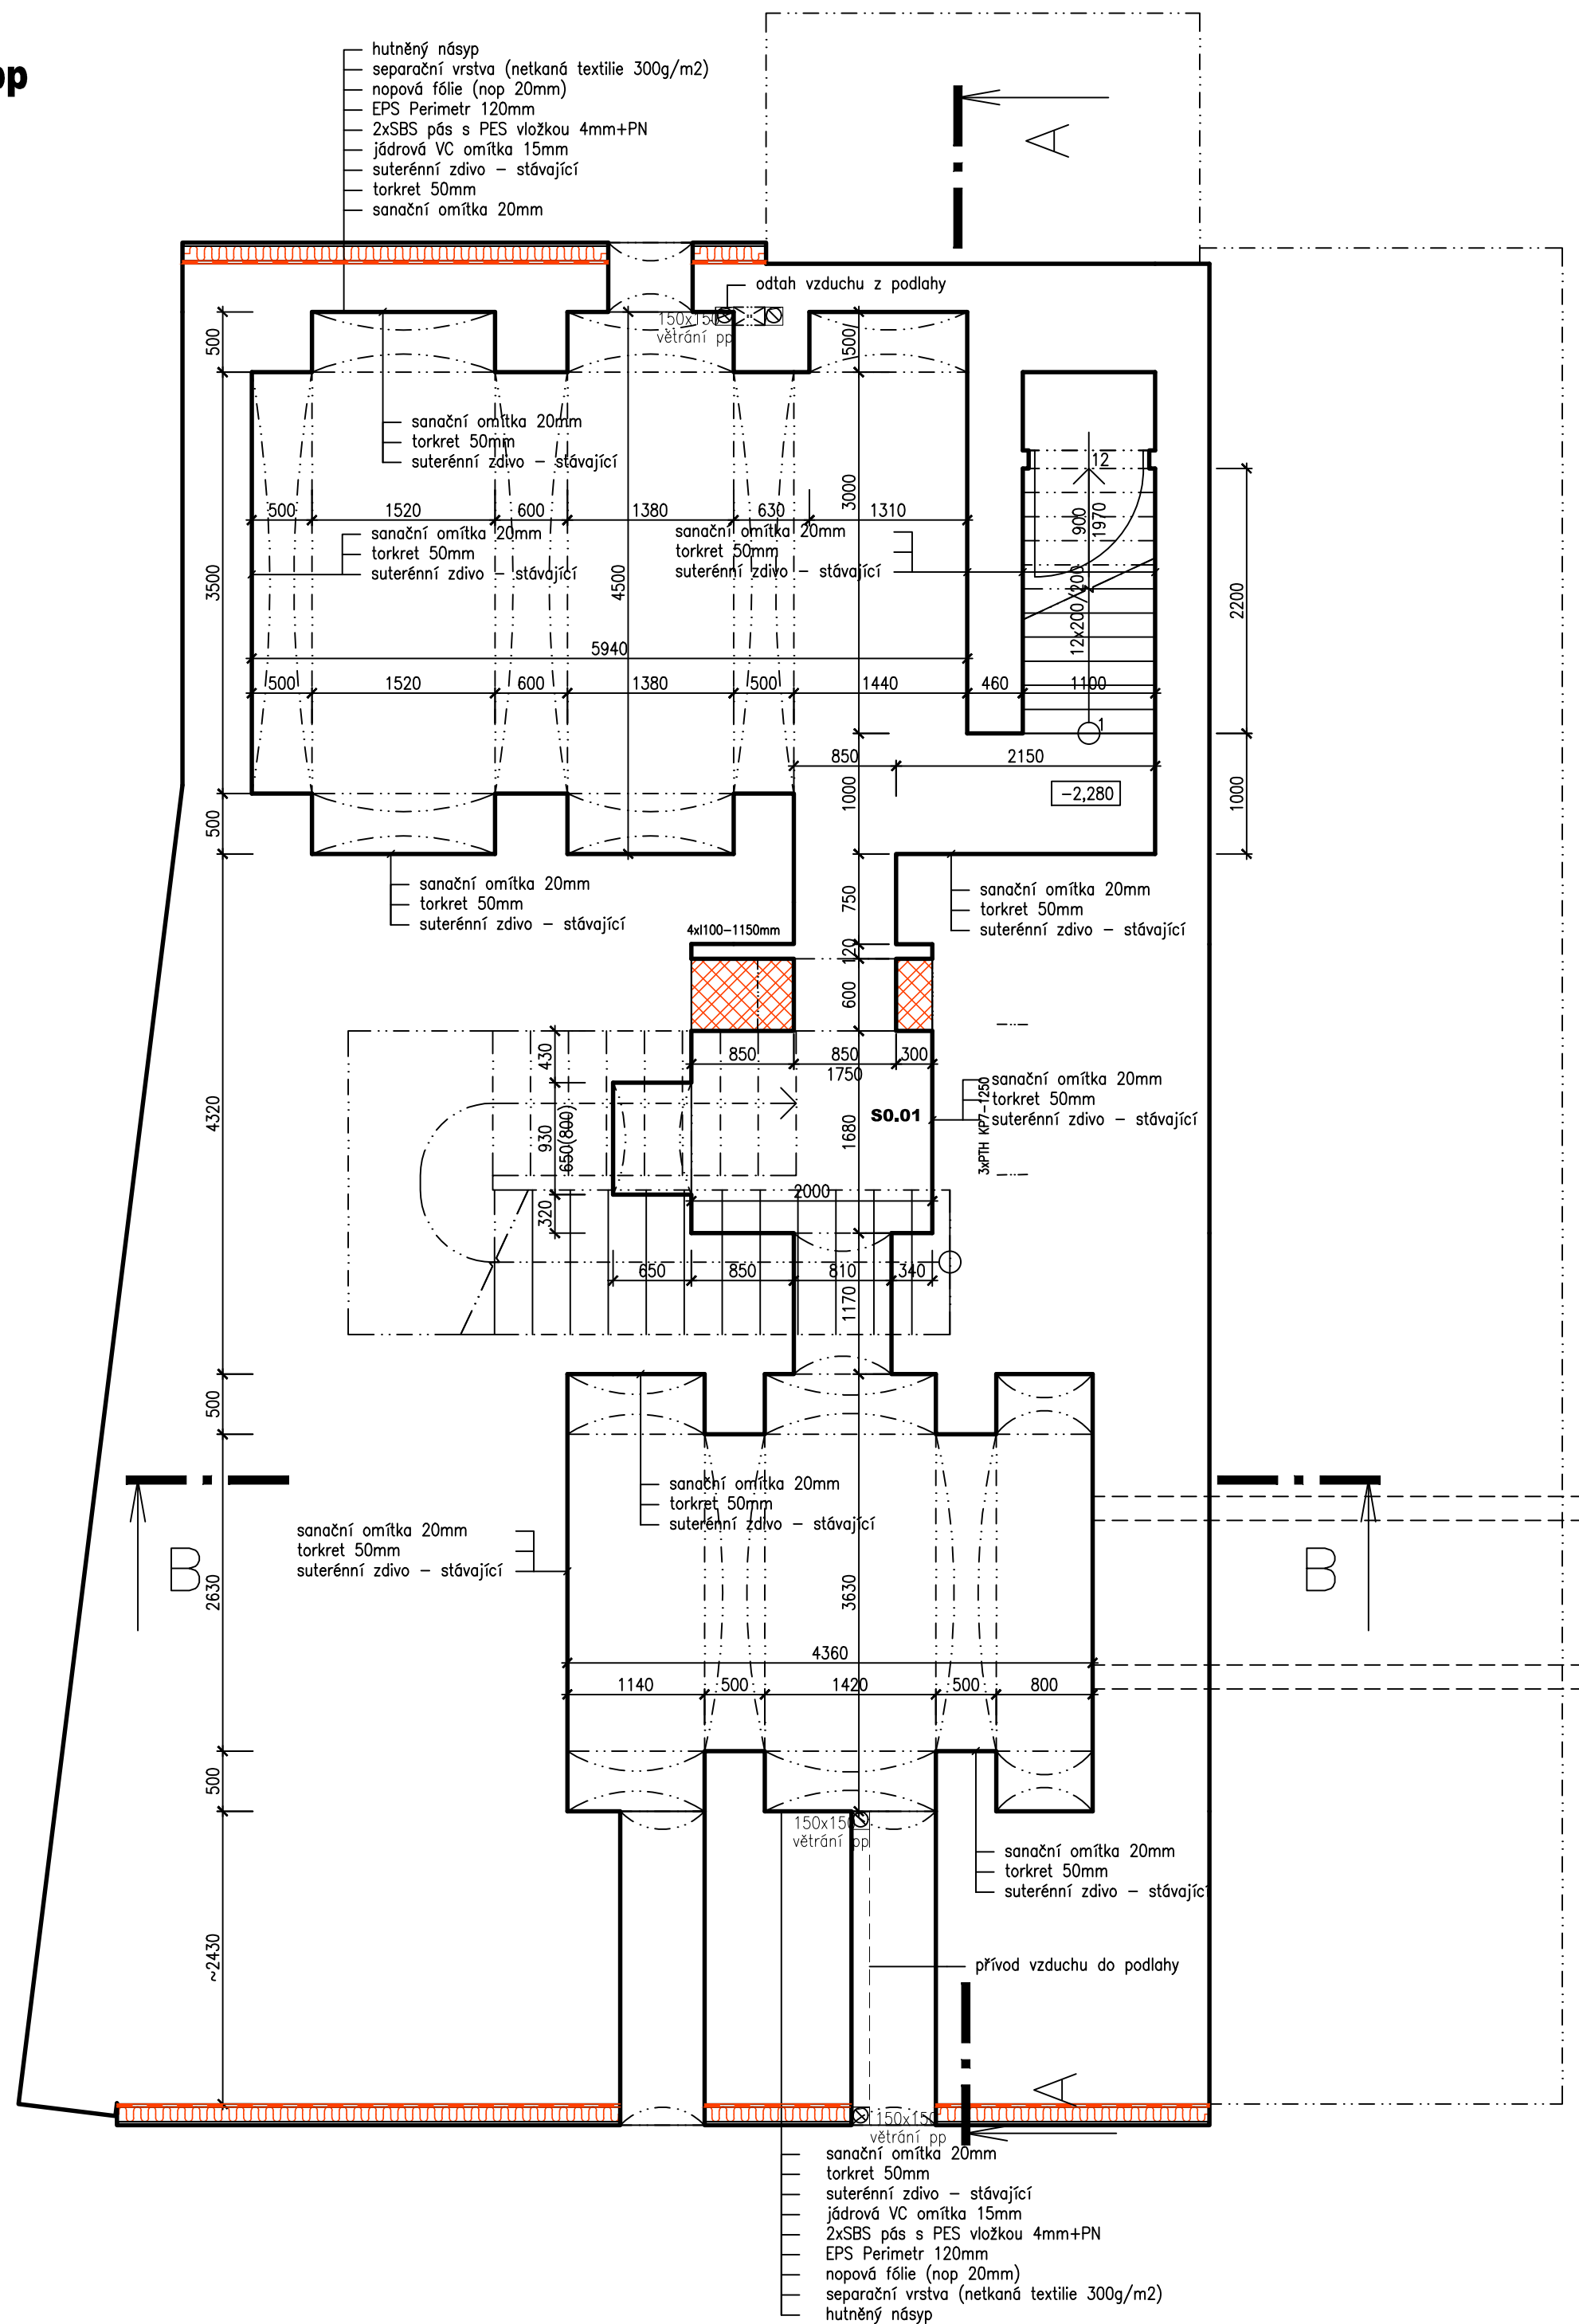 pp
hutněný násyp
separační vrstva (netkaná textilie 300g/m2)
nopová fólie (nop 20mm)
EPS Perimetr 120mm
2xSBS pás s PES vložkou 4mm+PN
jádrová VC omítka 15mm
suterénní zdivo – stávající
torkret 50mm
sanační omítka 20mm
A
odtah vzduchu z podlahy
150x150
větrání pp
500
500
sanační omítka 20mm
torkret 50mm
suterénní zdivo – stávající
12
3000
900
1970
500
1520
600
1380
630
1310
sanační omítka 20mm
torkret 50mm
suterénní zdivo – stávající
sanační omítka 20mm
torkret 50mm
suterénní zdivo – stávající
3500
4500
12x200/200
2200
5940
500
1520
600
1380
500
1440
460
1100
1
850
2150
-2,280
500
1000
1000
sanační omítka 20mm
torkret 50mm
suterénní zdivo – stávající
sanační omítka 20mm
torkret 50mm
suterénní zdivo – stávající
750
4xI100-1150mm
120
600
430
850
850
300
1750
S0.01
4320
930
650(800)
1680
3xPTH KP7-1250
sanační omítka 20mm
torkret 50mm
suterénní zdivo – stávající
320
2000
650
850
810
340
1170
500
sanační omítka 20mm
torkret 50mm
suterénní zdivo – stávající
sanační omítka 20mm
torkret 50mm
suterénní zdivo – stávající
B
B
2630
3630
4360
1140
500
1420
500
800
500
150x150
větrání pp
sanační omítka 20mm
torkret 50mm
suterénní zdivo – stávající
~2430
přívod vzduchu do podlahy
A
150x150
větrání pp
sanační omítka 20mm
torkret 50mm
suterénní zdivo – stávající
jádrová VC omítka 15mm
2xSBS pás s PES vložkou 4mm+PN
EPS Perimetr 120mm
nopová fólie (nop 20mm)
separační vrstva (netkaná textilie 300g/m2)
hutněný násyp